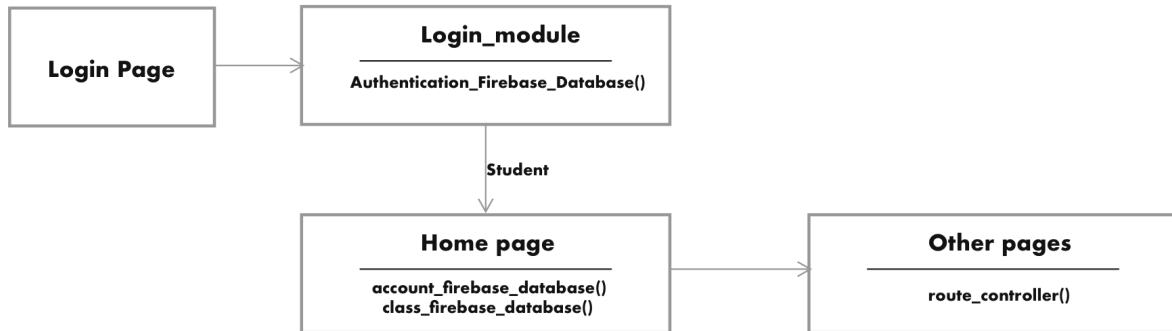 Login Page
Login_module
Authentication_Firebase_Database()
Student
Home page
account_firebase_database()
class_firebase_database()
Other pages
route_controller()